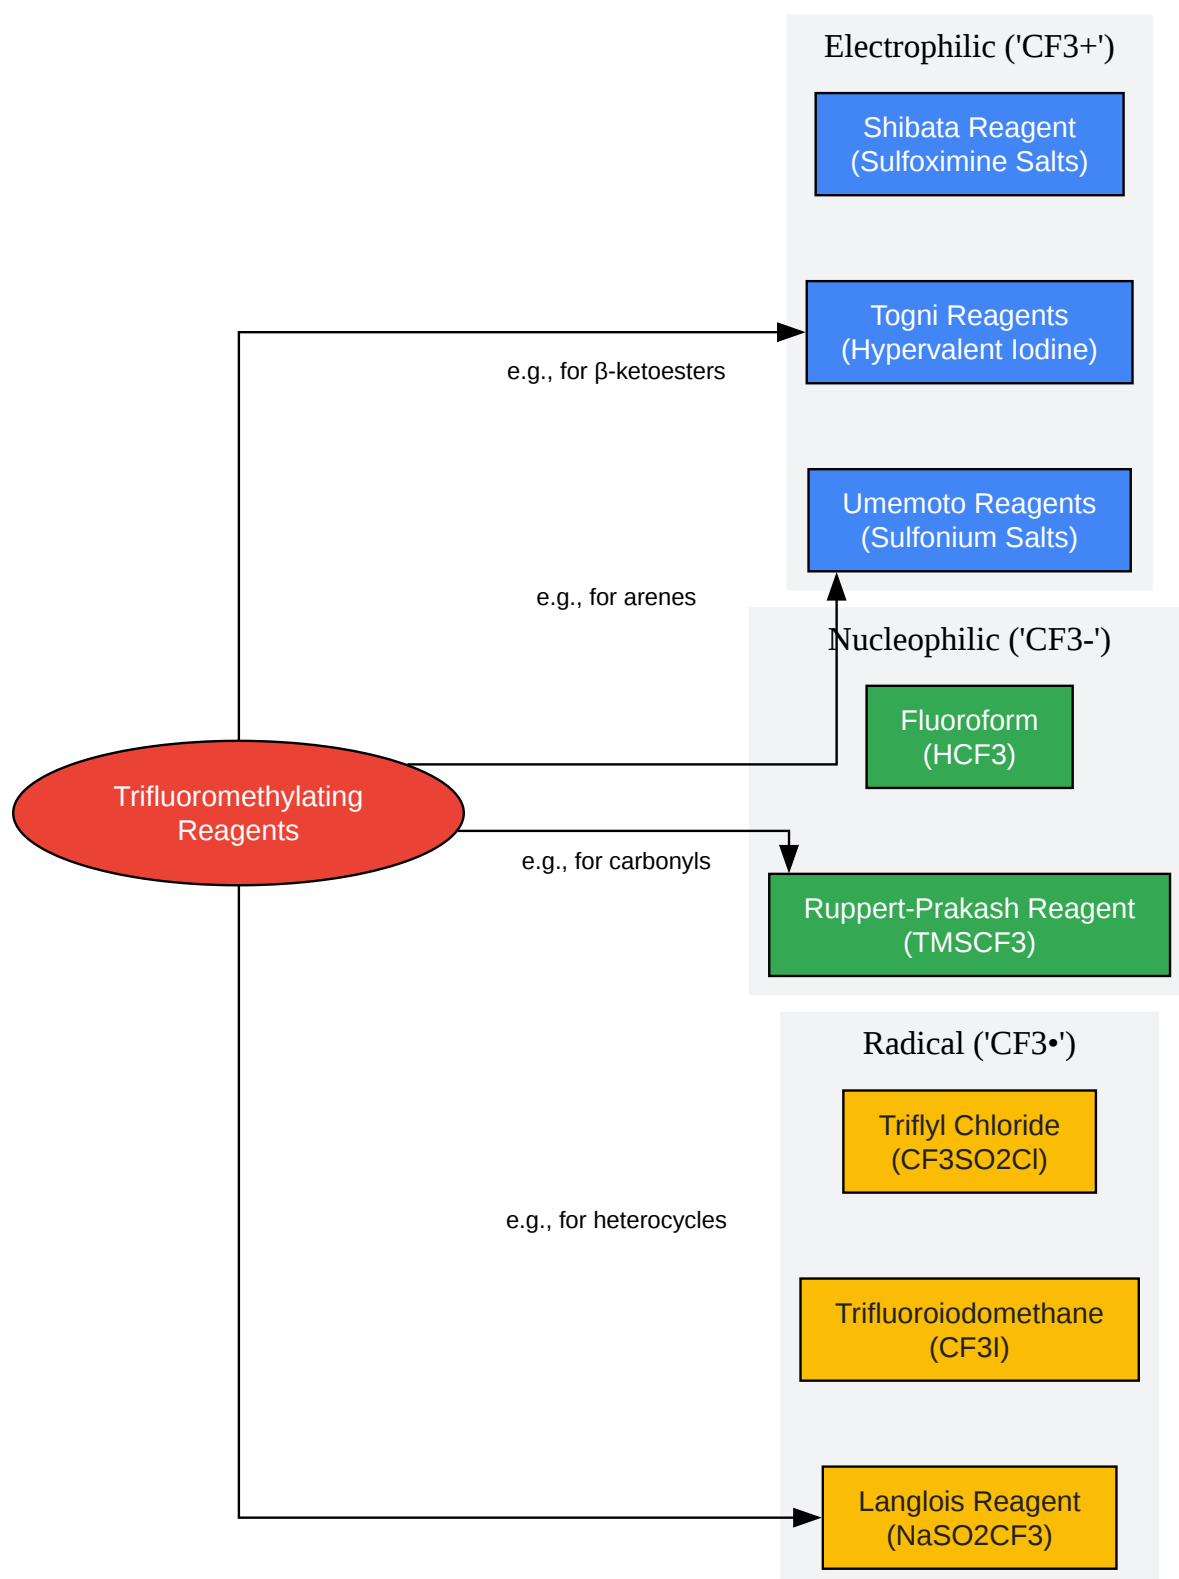 Electrophilic ('CF3+')
Shibata Reagent
(Sulfoximine Salts)
Togni Reagents
(Hypervalent Iodine)
e.g., for β-ketoesters
Umemoto Reagents
(Sulfonium Salts)
e.g., for arenes
Nucleophilic ('CF3-')
Fluoroform
(HCF3)
Trifluoromethylating
Reagents
e.g., for carbonyls
Ruppert-Prakash Reagent
(TMSCF3)
Radical ('CF3•')
Triflyl Chloride
(CF3SO2Cl)
e.g., for heterocycles
Trifluoroiodomethane
(CF3I)
Langlois Reagent
(NaSO2CF3)